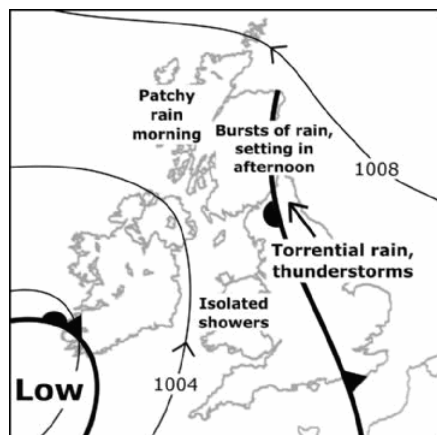 Patchy
rain
morning
Bursts of rain,
setting in
afternoon
1008
Torrential rain,
thunderstorms
Isolated
showers
Low
1004